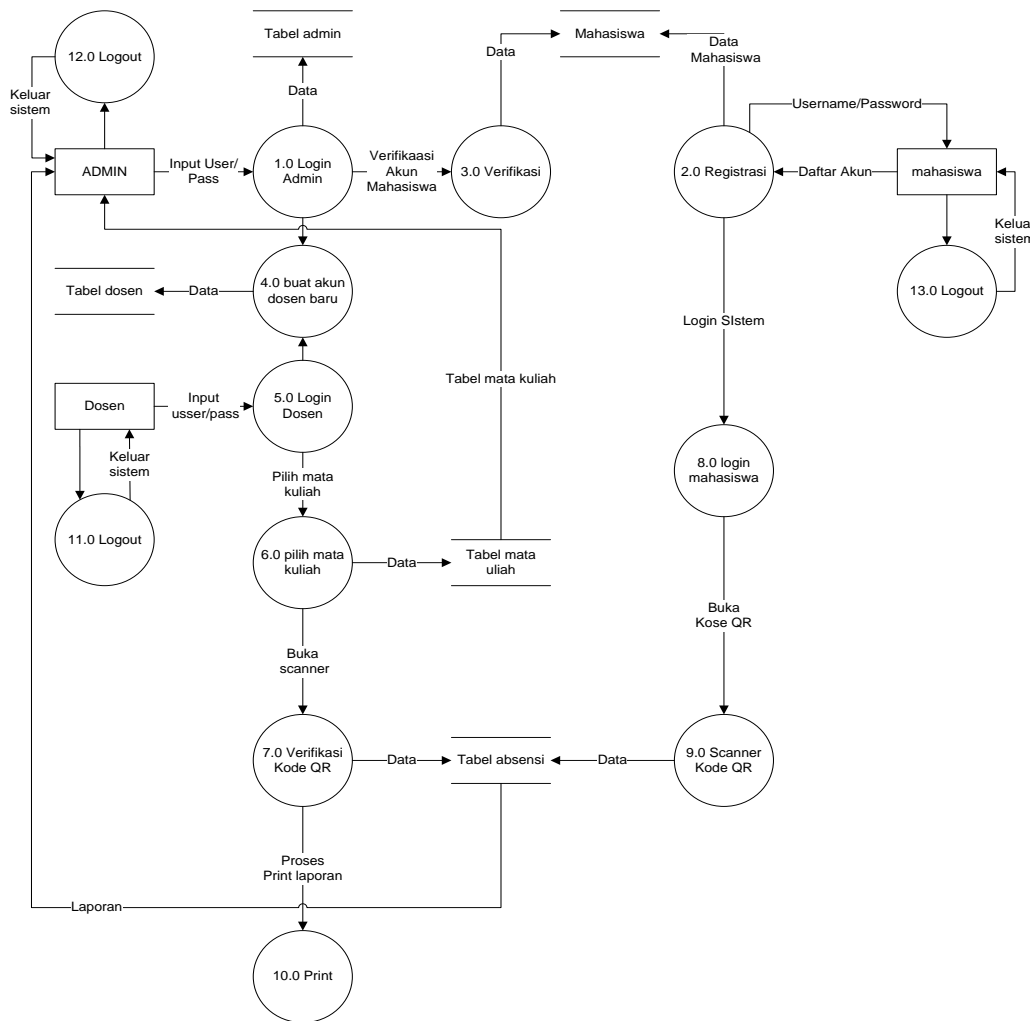 Tabel admin
Mahasiswa
Data
Mahasiswa
12.0 Logout
Data
Keluar
sistem
Data
Username/Password
ADMIN
Input User/
Pass
1.0 Login
Admin
Verifikaasi
Akun
Mahasiswa
3.0 Verifikasi
2.0 Registrasi
Daftar Akun
mahasiswa
Keluar
sistem
Tabel dosen
Data
4.0 buat akun
dosen baru
13.0 Logout
Login SIstem
Tabel mata kuliah
Dosen
Input
usser/pass
5.0 Login
Dosen
Keluar
sistem
Pilih mata
kuliah
8.0 login
mahasiswa
11.0 Logout
6.0 pilih mata
kuliah
Data
Tabel mata
uliah
Buka
Kose QR
Buka
scanner
7.0 Verifikasi
Kode QR
Data
Tabel absensi
Data
9.0 Scanner
Kode QR
Proses
Print laporan
Laporan
10.0 Print